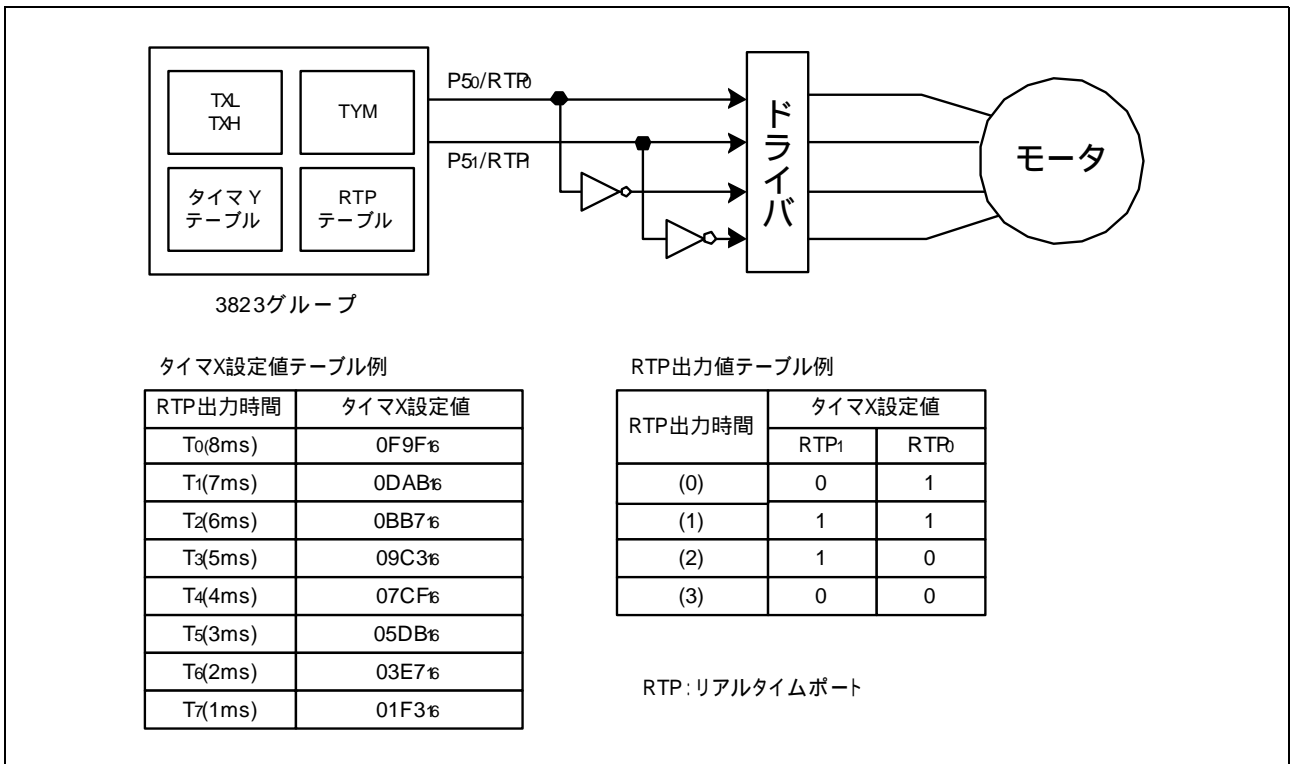 TXL
TXH
TYM
タイマ Y
テーブル
RTP
テーブル
3823グループ
P50/RTP0
P51/RTP1
ドライバ
モータ
タイマX設定値テーブル例
RTP出力時間 タイマX設定値
T0(8ms) 0F9F16
T1(7ms) 0DAB16
T2(6ms) 0BB716
T3(5ms) 09C316
T4(4ms) 07CF16
T5(3ms) 05DB16
T6(2ms) 03E716
T7(1ms) 01F316
RTP出力値テーブル例
RTP出力時間 タイマX設定値
RTP1 RTP0
(0) 0 1
(1) 1 1
(2) 1 0
(3) 0 0
RTP:リアルタイムポート